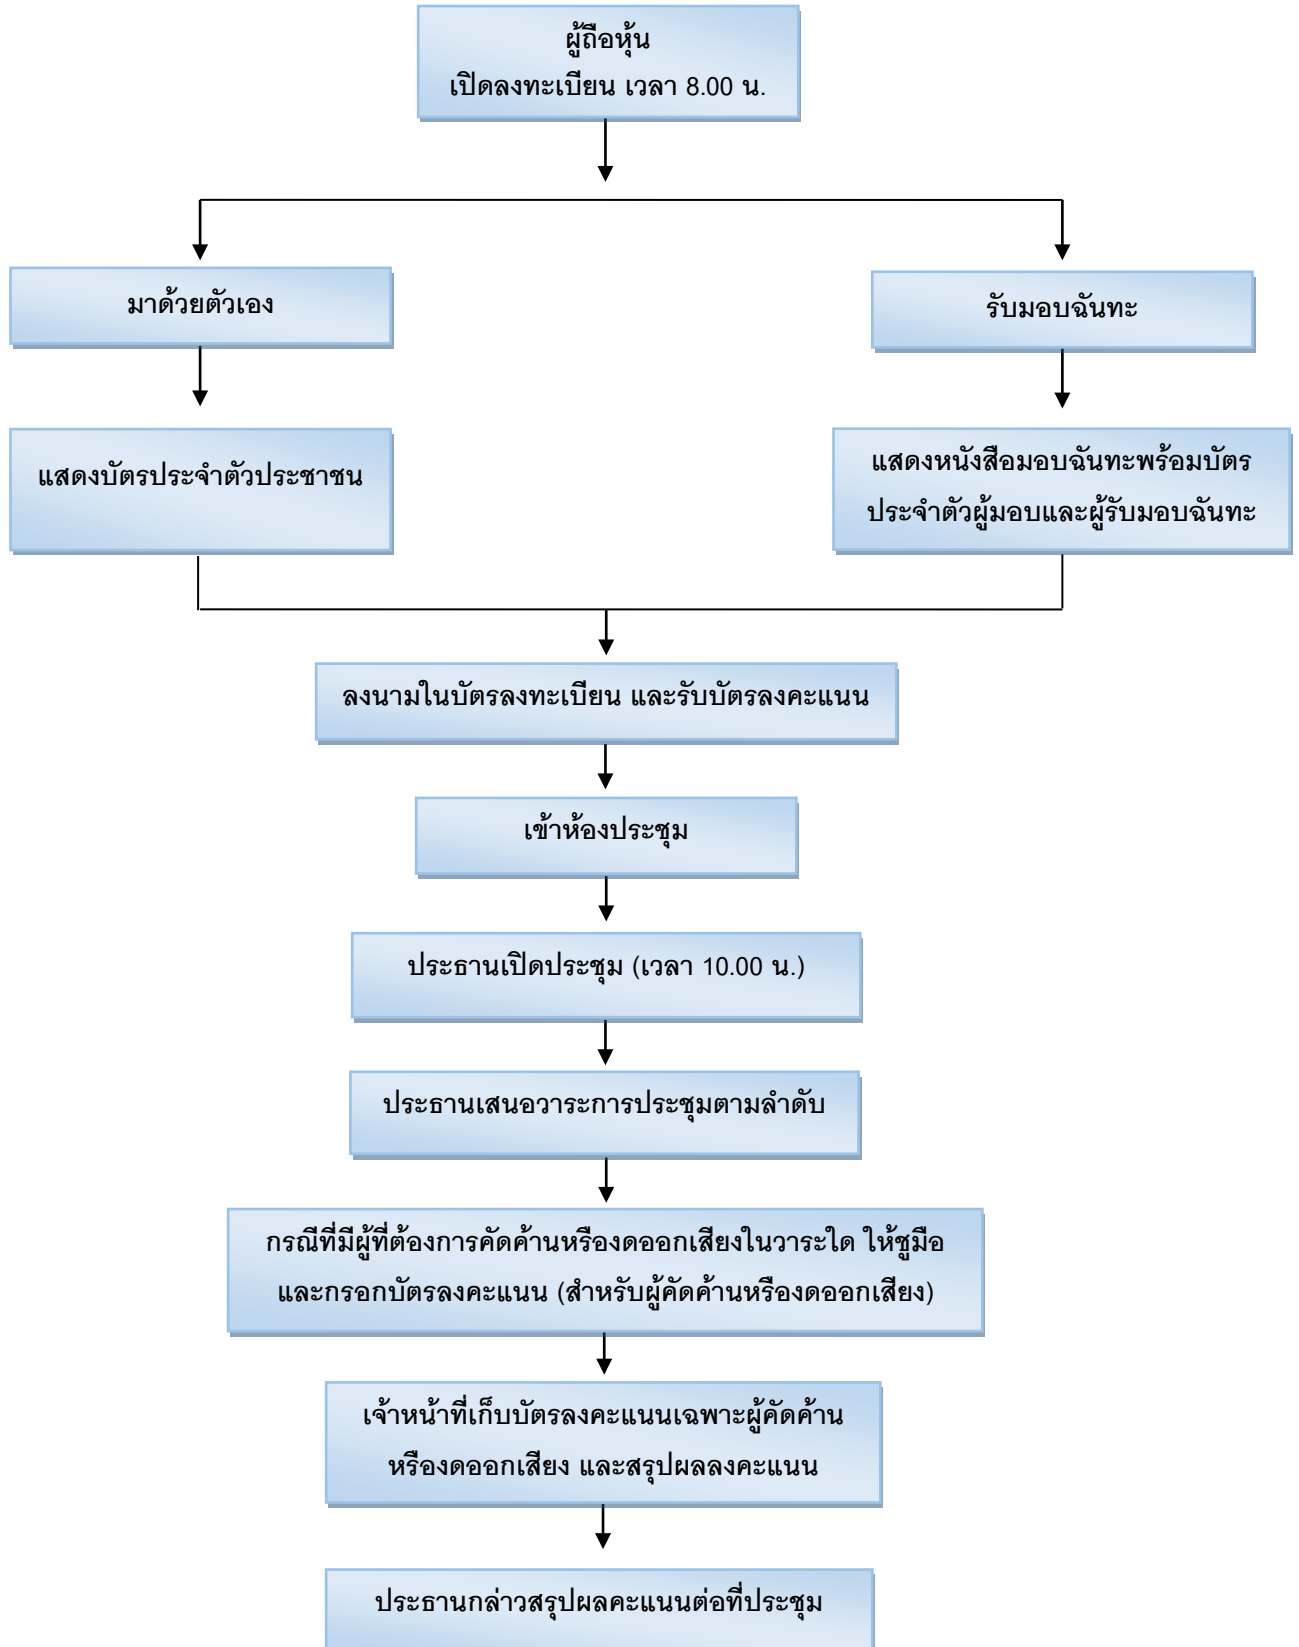 ผู้ถือหุ้น
เปิดลงทะเบียน เวลา 8.00 น.
มาด้วยตัวเอง
รับมอบฉันทะ
แสดงบัตรประจำตัวประชาชน
แสดงหนังสือมอบฉันทะพร้อมบัตร
ประจำตัวผู้มอบและผู้รับมอบฉันทะ
ลงนามในบัตรลงทะเบียน และรับบัตรลงคะแนน
เข้าห้องประชุม
ประธานเปิดประชุม (เวลา 10.00 น.)
ประธานเสนอวาระการประชุมตามลำดับ
กรณีที่มีผู้ที่ต้องการคัดค้านหรืองดออกเสียงในวาระใด ให้ชูมือ
และกรอกบัตรลงคะแนน (สำหรับผู้คัดค้านหรืองดออกเสียง)
เจ้าหน้าที่เก็บบัตรลงคะแนนเฉพาะผู้คัดค้าน
หรืองดออกเสียง และสรุปผลลงคะแนน
ประธานกล่าวสรุปผลคะแนนต่อที่ประชุม